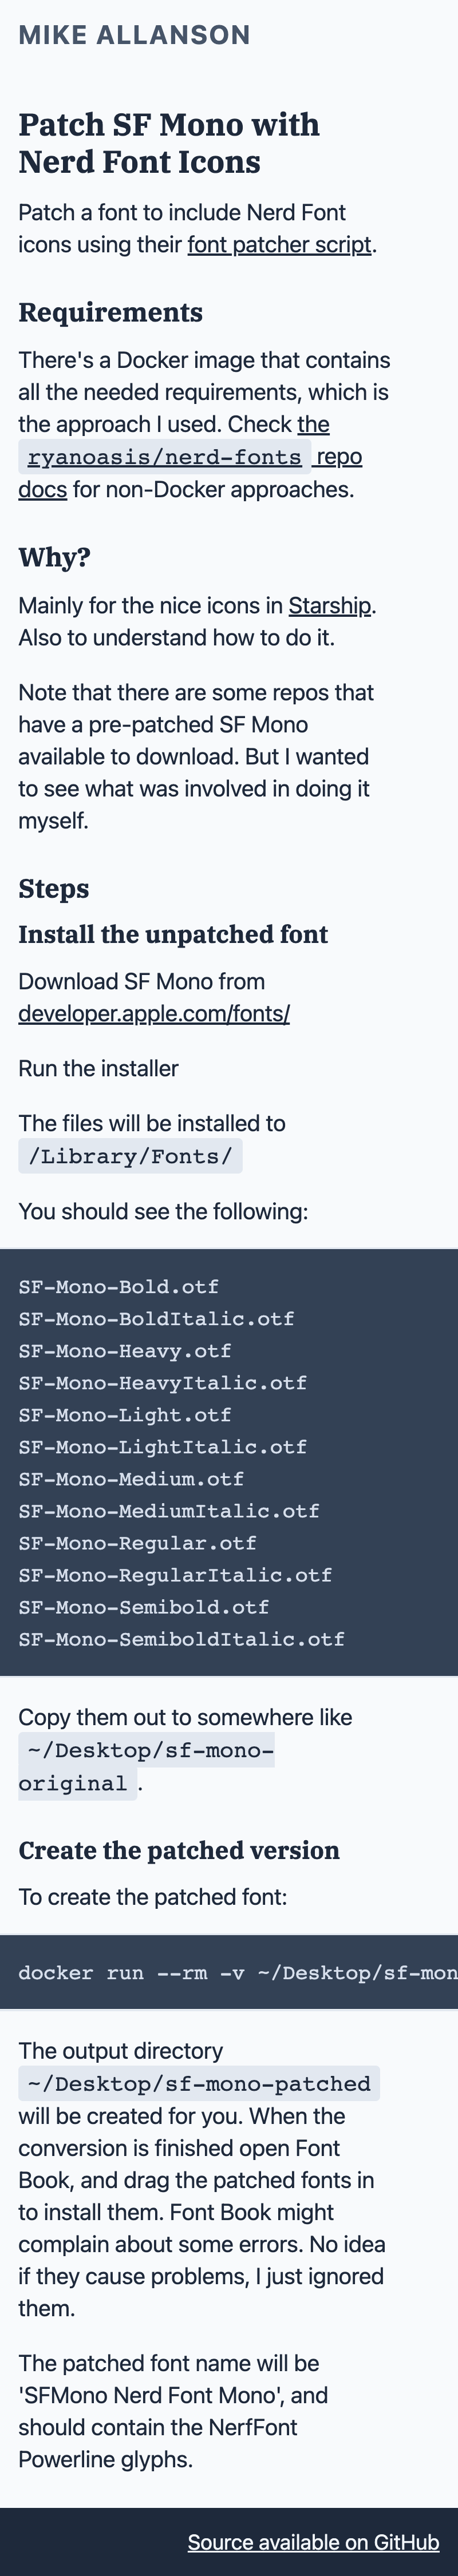 MIKE ALLANSON
Patch SF Mono with
Nerd Font Icons
Patch a font to include Nerd Font
icons using their font patcher script.
Requirements
There's a Docker image that contains
all the needed requirements, which is
the approach I used. Check the
ryanoasis/nerd-fonts repo
docs for non-Docker approaches.
Why?
Mainly for the nice icons in Starship.
Also to understand how to do it.
Note that there are some repos that
have a pre-patched SF Mono
available to download. But I wanted
to see what was involved in doing it
myself.
Steps
Install the unpatched font
Download SF Mono from
developer.apple.com/fonts/
Run the installer
The files will be installed to
/Library/Fonts/
You should see the following:
SF-Mono-Bold.otf
SF-Mono-BoldItalic.otf
SF-Mono-Heavy.otf
SF-Mono-HeavyItalic.otf
SF-Mono-Light.otf
SF-Mono-LightItalic.otf
SF-Mono-Medium.otf
SF-Mono-MediumItalic.otf
SF-Mono-Regular.otf
SF-Mono-RegularItalic.otf
SF-Mono-Semibold.otf
SF-Mono-SemiboldItalic.otf
Copy them out to somewhere like
~/Desktop/sf-mono-
original .
Create the patched version
To create the patched font:
docker run --rm -v ~/Desktop/sf-mon
The output directory
~/Desktop/sf-mono-patched
will be created for you. When the
conversion is finished open Font
Book, and drag the patched fonts in
to install them. Font Book might
complain about some errors. No idea
if they cause problems, I just ignored
them.
The patched font name will be
'SFMono Nerd Font Mono', and
should contain the NerfFont
Powerline glyphs.
Source available on GitHub